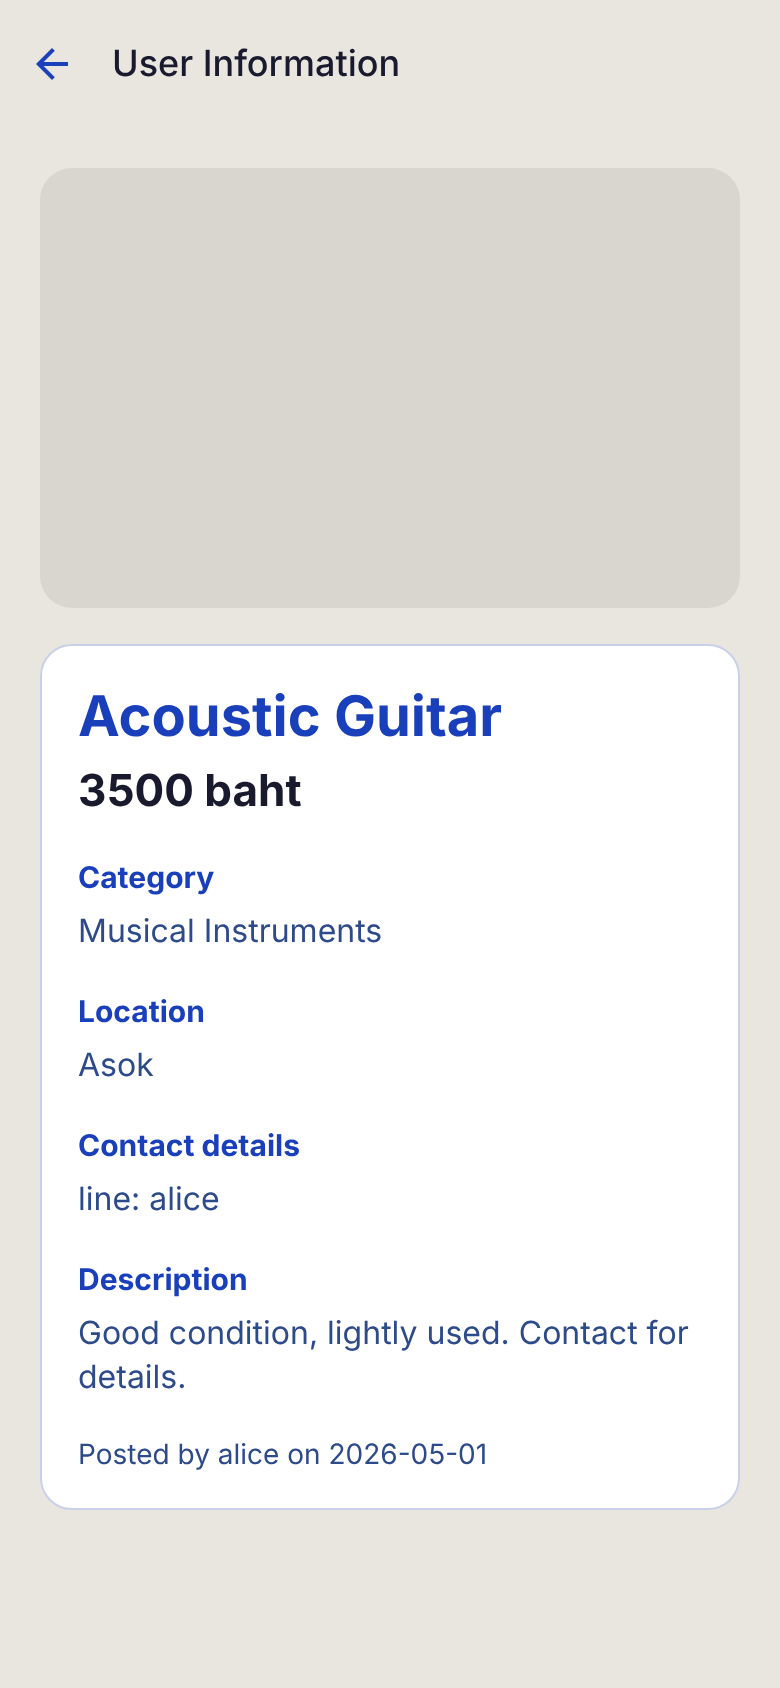 User Information
Acoustic Guitar
3500 baht
Category
Musical Instruments
Location
Asok
Contact details
line: alice
Description
Good condition, lightly used. Contact for
details.
Posted by alice on 2026-05-01